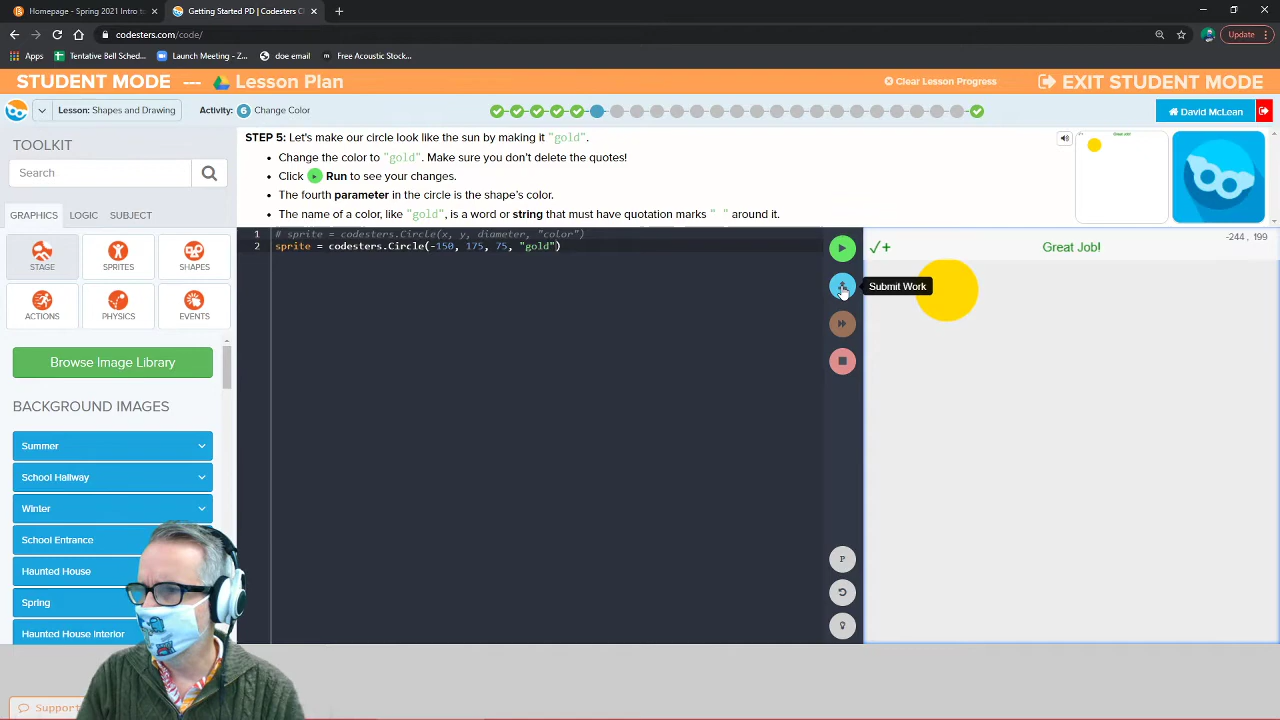 Homepage - Spring 2021 Intro to
Getting Started PD | Codesters Cl
codesters.com/code/
Update
Apps
Tentative Bell Sched...
Launch Meeting - Z...
doe email
Free Acoustic Stock...
STUDENT MODE — Lesson Plan
Clear Lesson Progress
EXIT STUDENT MODE
Lesson: Shapes and Drawing
Activity: 6 Change Color
David McLean
TOOLKIT
Search
GRAPHICS LOGIC SUBJECT
STAGE SPRITES SHAPES
ACTIONS PHYSICS EVENTS
Browse Image Library
BACKGROUND IMAGES
Summer
School Hallway
Winter
School Entrance
Haunted House
Spring
Haunted House Interior
Support
STEP 5: Let's make our circle look like the sun by making it "gold".
• Change the color to "gold". Make sure you don't delete the quotes!
• Click Run to see your changes.
• The fourth parameter in the circle is the shape's color.
• The name of a color, like "gold", is a word or string that must have quotation marks " " around it.
1 # sprite = codesters.Circle(x, y, diameter, "color")
2 sprite = codesters.Circle(-150, 175, 75, "gold")
Submit Work
P
✓+ Great Job!
-244, 199